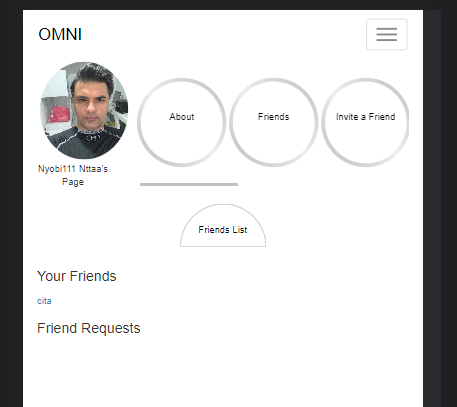 OMNI
About
Friends
Invite a Friend
Nyobi111 Nttaa's
Page
Friends List
Your Friends
cita
Friend Requests